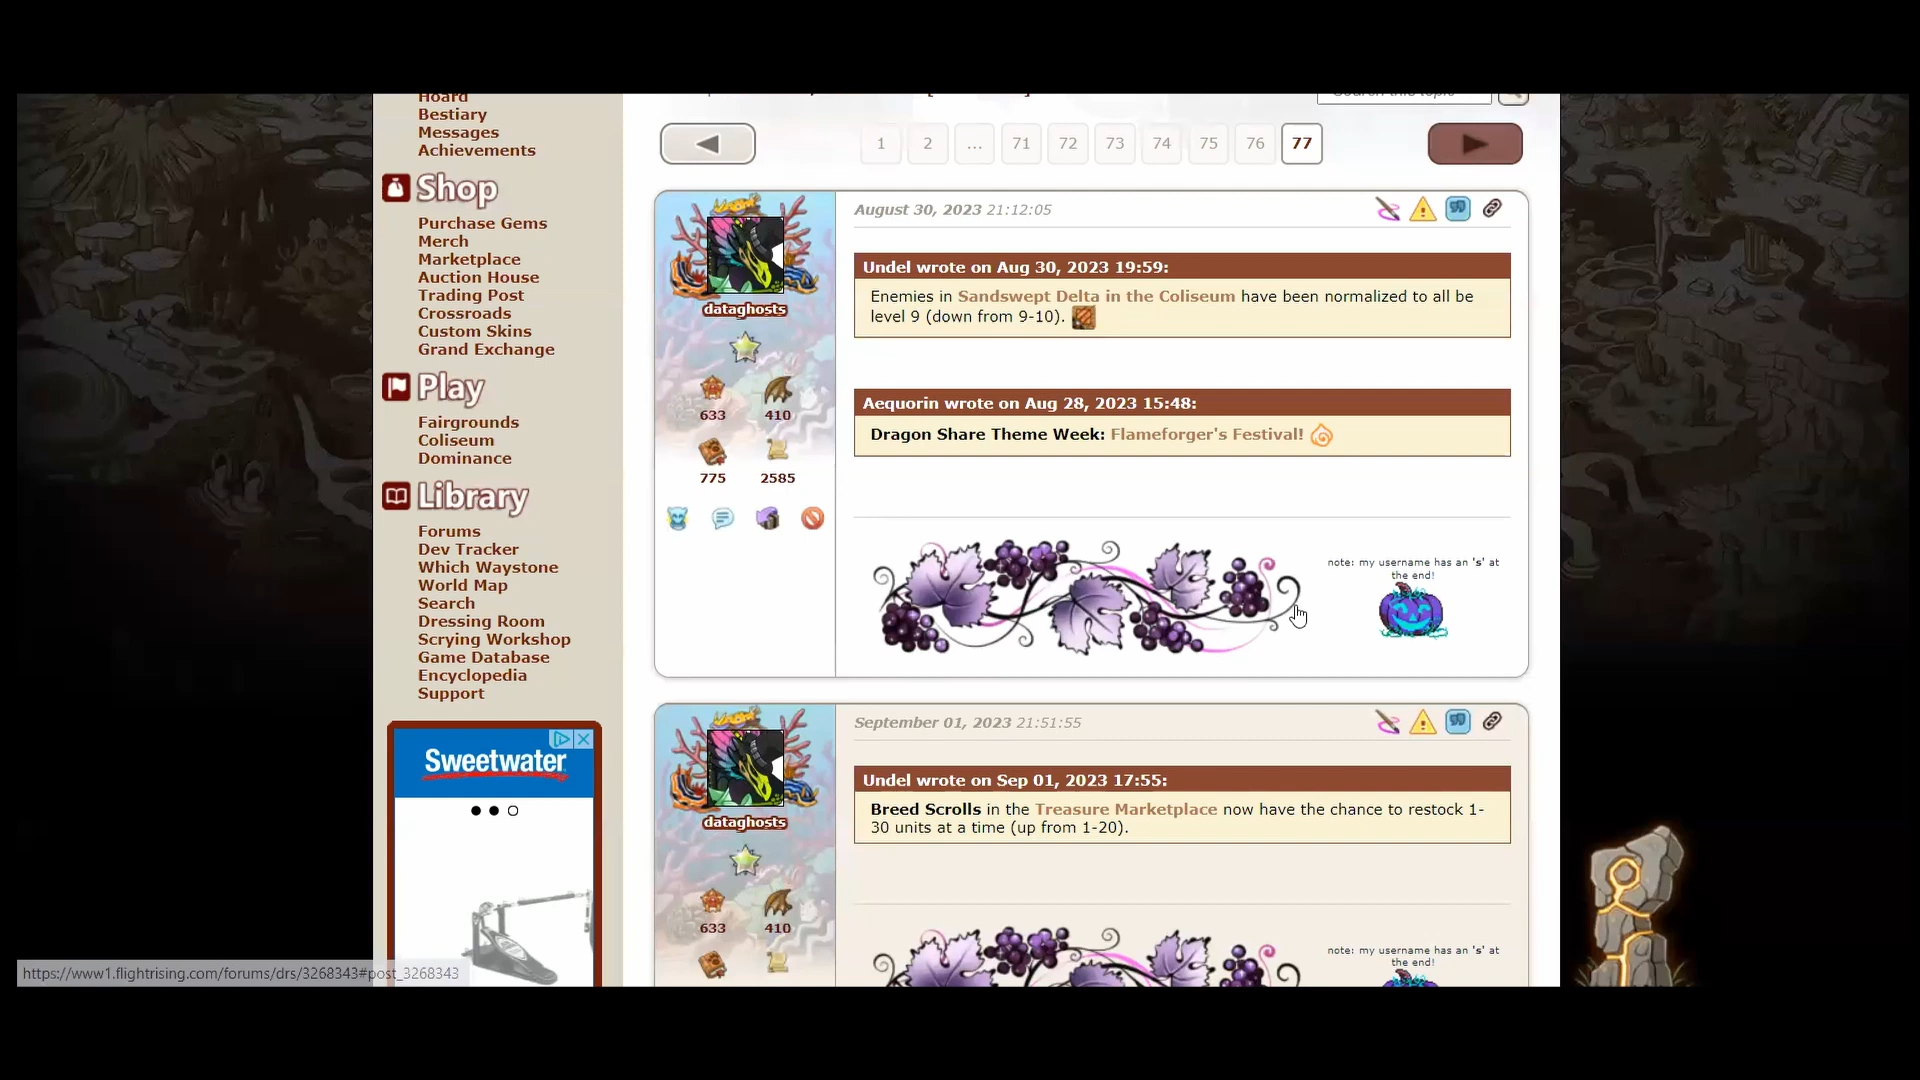 Hoard
Bestiary
Messages
Achievements
Shop
Purchase Gems
Merch
Marketplace
Auction House
Trading Post
Crossroads
Custom Skins
Grand Exchange
Play
Fairgrounds
Coliseum
Dominance
Library
Forums
Dev Tracker
Which Waystone
World Map
Search
Dressing Room
Scrying Workshop
Game Database
Encyclopedia
Support
Sweetwater
Search this topic
1 2 ... 71 72 73 74 75 76 77
dataghosts
633 410
775 2585
August 30, 2023 21:12:05
Undel wrote on Aug 30, 2023 19:59:
Enemies in Sandswept Delta in the Coliseum have been normalized to all be
level 9 (down from 9-10).
Aequorin wrote on Aug 28, 2023 15:48:
Dragon Share Theme Week: Flameforger's Festival!
note: my username has an 's' at
the end!
dataghosts
633 410
September 01, 2023 21:51:55
Undel wrote on Sep 01, 2023 17:55:
Breed Scrolls in the Treasure Marketplace now have the chance to restock 1-
30 units at a time (up from 1-20).
note: my username has an 's' at
the end!
https://www1.flightrising.com/forums/drs/3268343#post_3268343